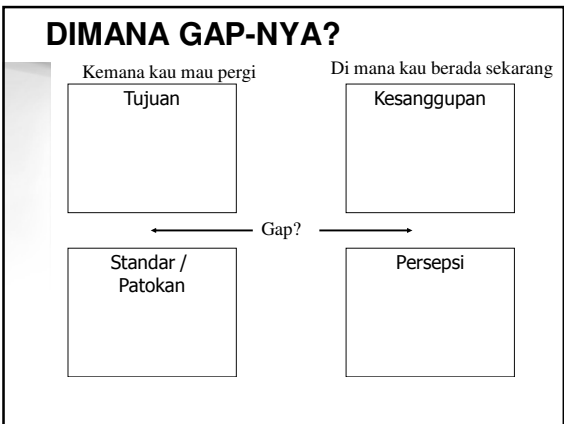 DIMANA GAP-NYA?
Kemana kau mau pergi
Di mana kau berada sekarang
Tujuan
Kesanggupan
Gap?
Standar /
Patokan
Persepsi